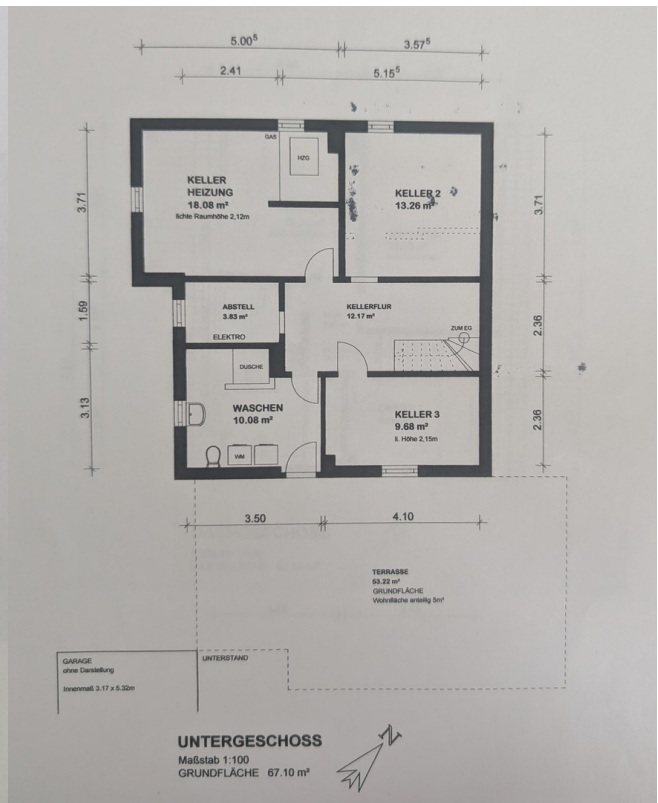 5.00⁵
3.57⁵
2.41
5.15⁵
GAS
HZG
KELLER
HEIZUNG
18.08 m²
lichte Raumhöhe 2,12m
KELLER 2
13.26 m²
3.71
3.71
ABSTELL
3.83 m²
ELEKTRO
KELLERFLUR
12.17 m²
ZUM EG
1.59
2.36
DUSCHE
WASCHEN
10.08 m²
WM
KELLER 3
9.68 m²
li. Höhe 2,15m
3.13
2.36
3.50
4.10
TERRASSE
53.22 m²
GRUNDFLÄCHE
Wohnfläche anteilig 5m²
GARAGE
ohne Darstellung
Innenmaß 3.17 x 5.32m
UNTERSTAND
UNTERGESCHOSS
Maßstab 1:100
GRUNDFLÄCHE 67.10 m²
N